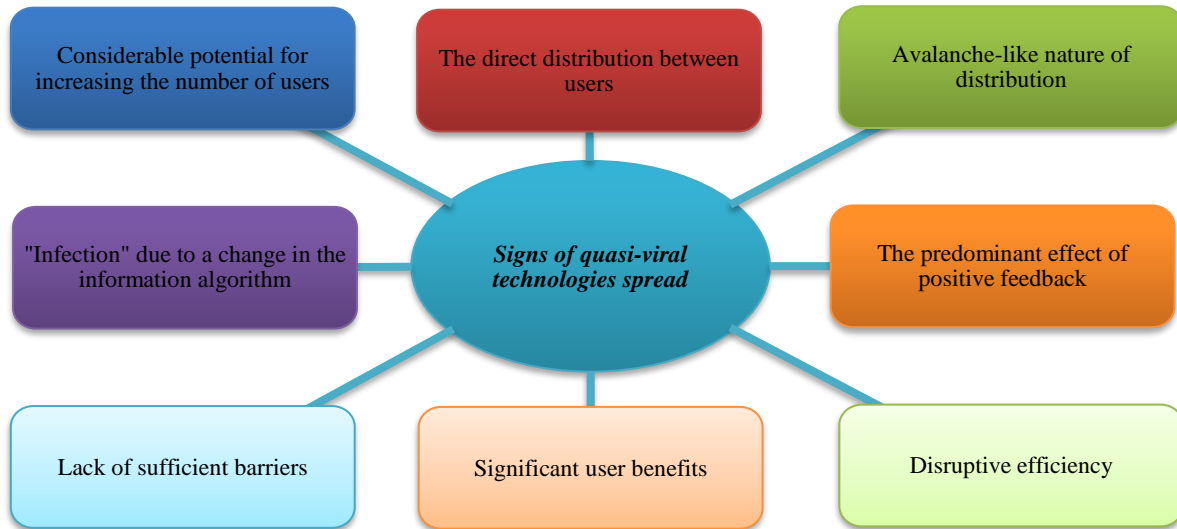 Considerable potential for
increasing the number of users
The direct distribution between
users
Avalanche-like nature of
distribution
"Infection" due to a change in the
information algorithm
Signs of quasi-viral
technologies spread
The predominant effect of
positive feedback
Lack of sufficient barriers
Significant user benefits
Disruptive efficiency